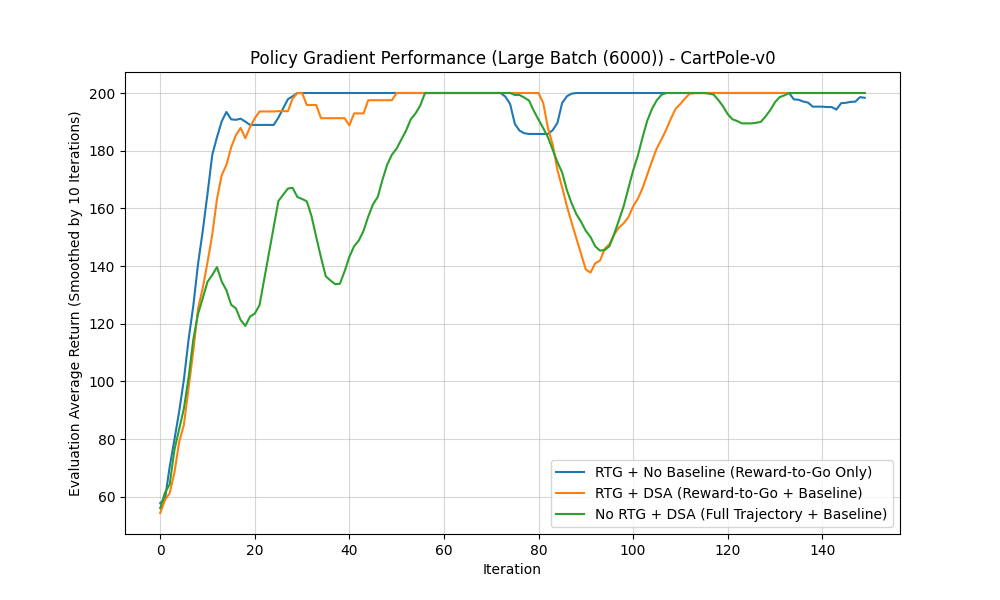 Policy Gradient Performance (Large Batch (6000)) - CartPole-v0
Evaluation Average Return (Smoothed by 10 Iterations)
200
180
160
140
120
100
80
60
0 20 40 60 80 100 120 140
Iteration
RTG + No Baseline (Reward-to-Go Only)
RTG + DSA (Reward-to-Go + Baseline)
No RTG + DSA (Full Trajectory + Baseline)